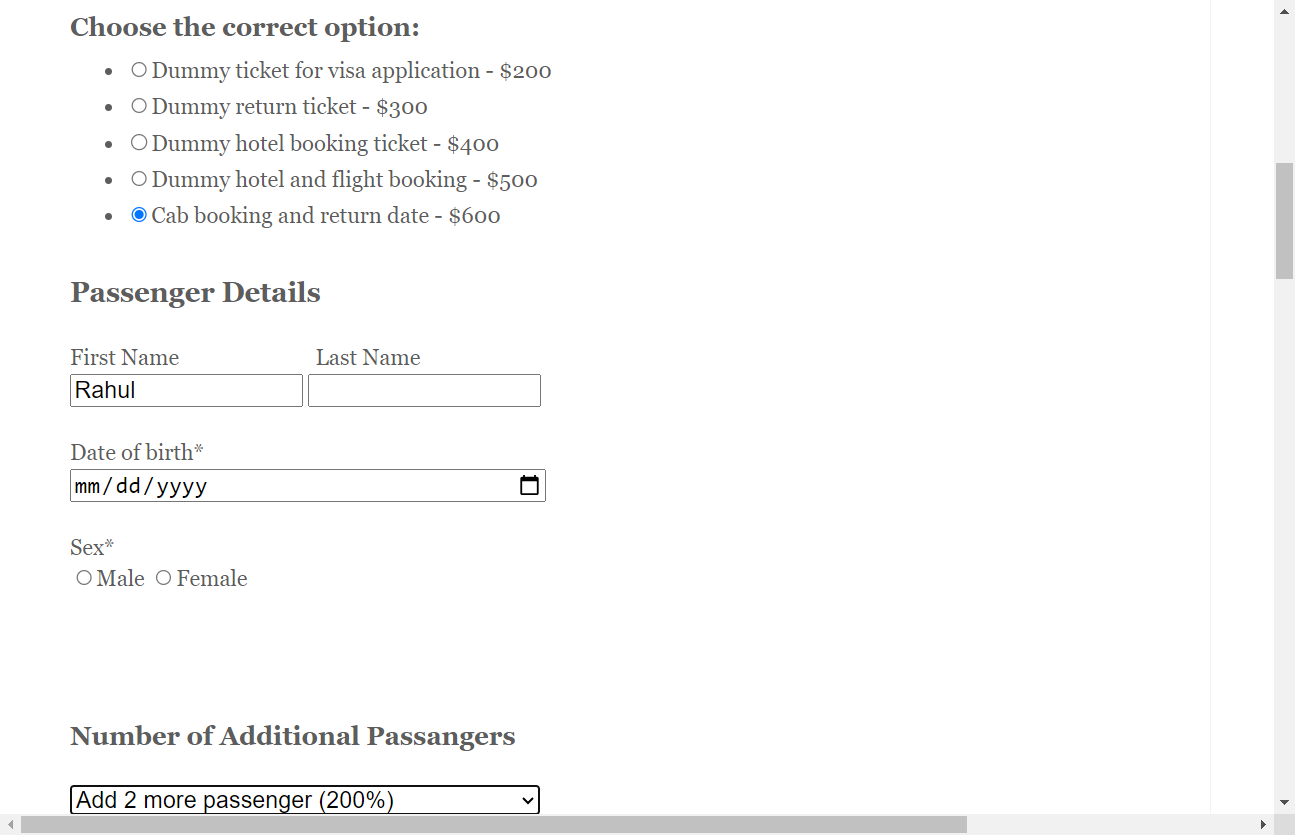 Choose the correct option:
Dummy ticket for visa application - $200
Dummy return ticket - $300
Dummy hotel booking ticket - $400
Dummy hotel and flight booking - $500
Cab booking and return date - $600
Passenger Details
First Name Last Name
Rahul
Date of birth*
mm/dd/yyyy
Sex*
Male Female
Number of Additional Passangers
Add 2 more passenger (200%)